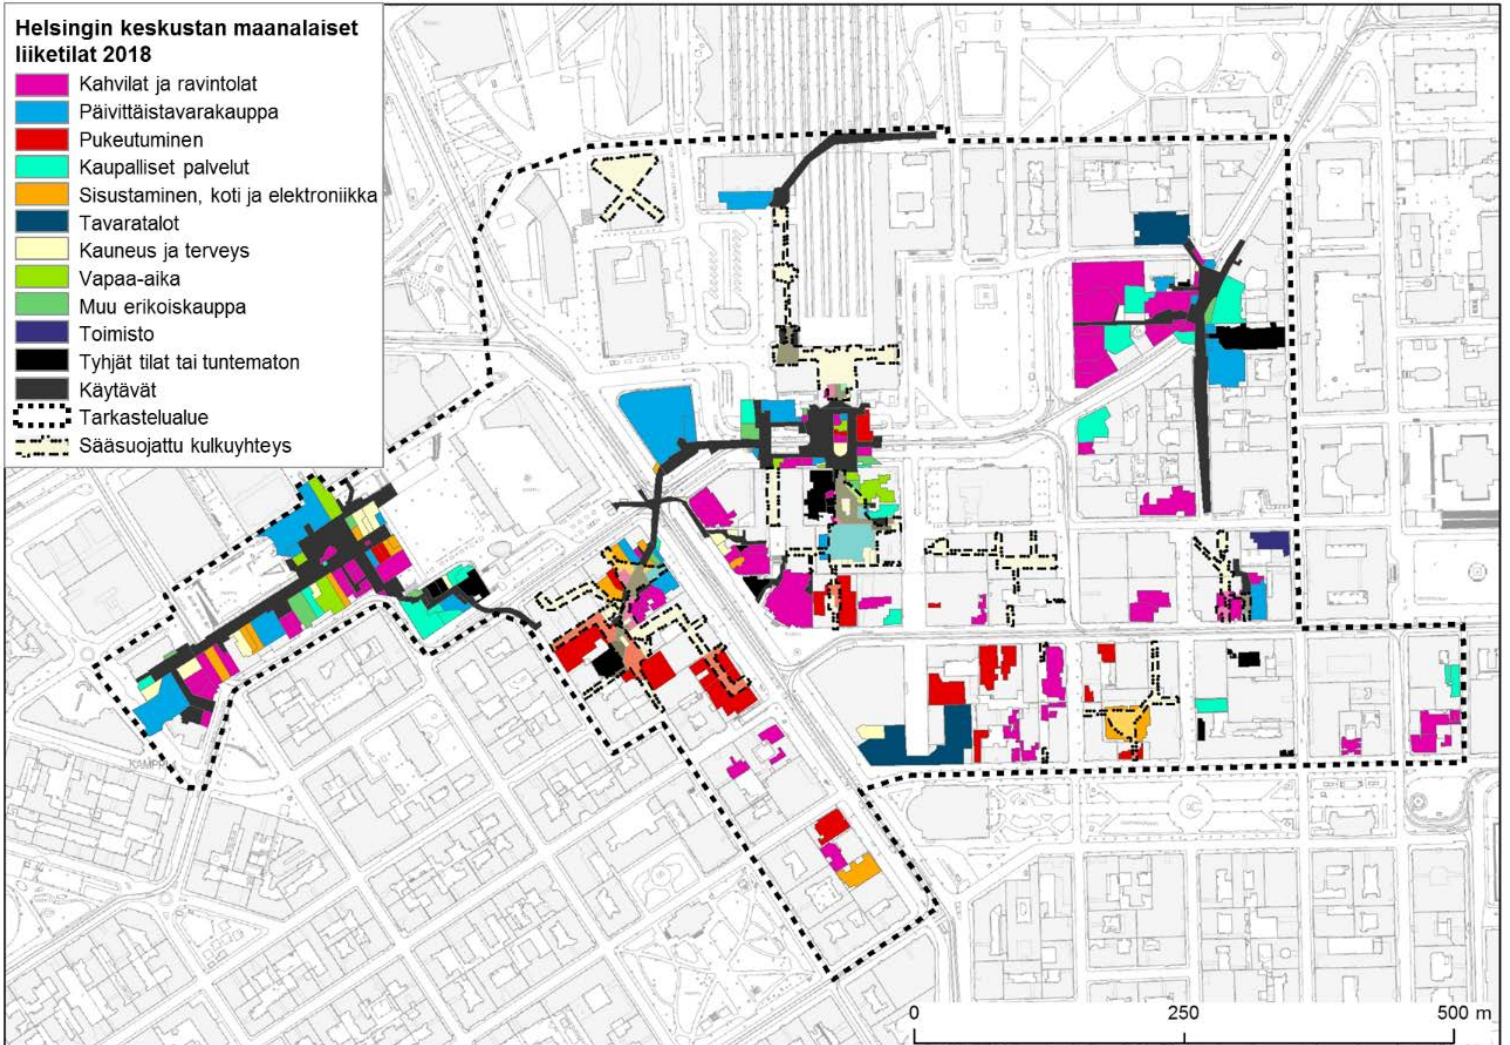 Helsingin keskustan maanalaiset
liiketilat 2018
Kahvilat ja ravintolat
Päivittäistavarakauppa
Pukeutuminen
Kaupalliset palvelut
Sisustaminen, koti ja elektroniikka
Tavaratalot
Kauneus ja terveys
Vapaa-aika
Muu erikoiskauppa
Toimisto
Tyhjät tilat tai tuntematon
Käytävät
Tarkastelualue
Sääsuojattu kulkuyhteys
0
250
500 m